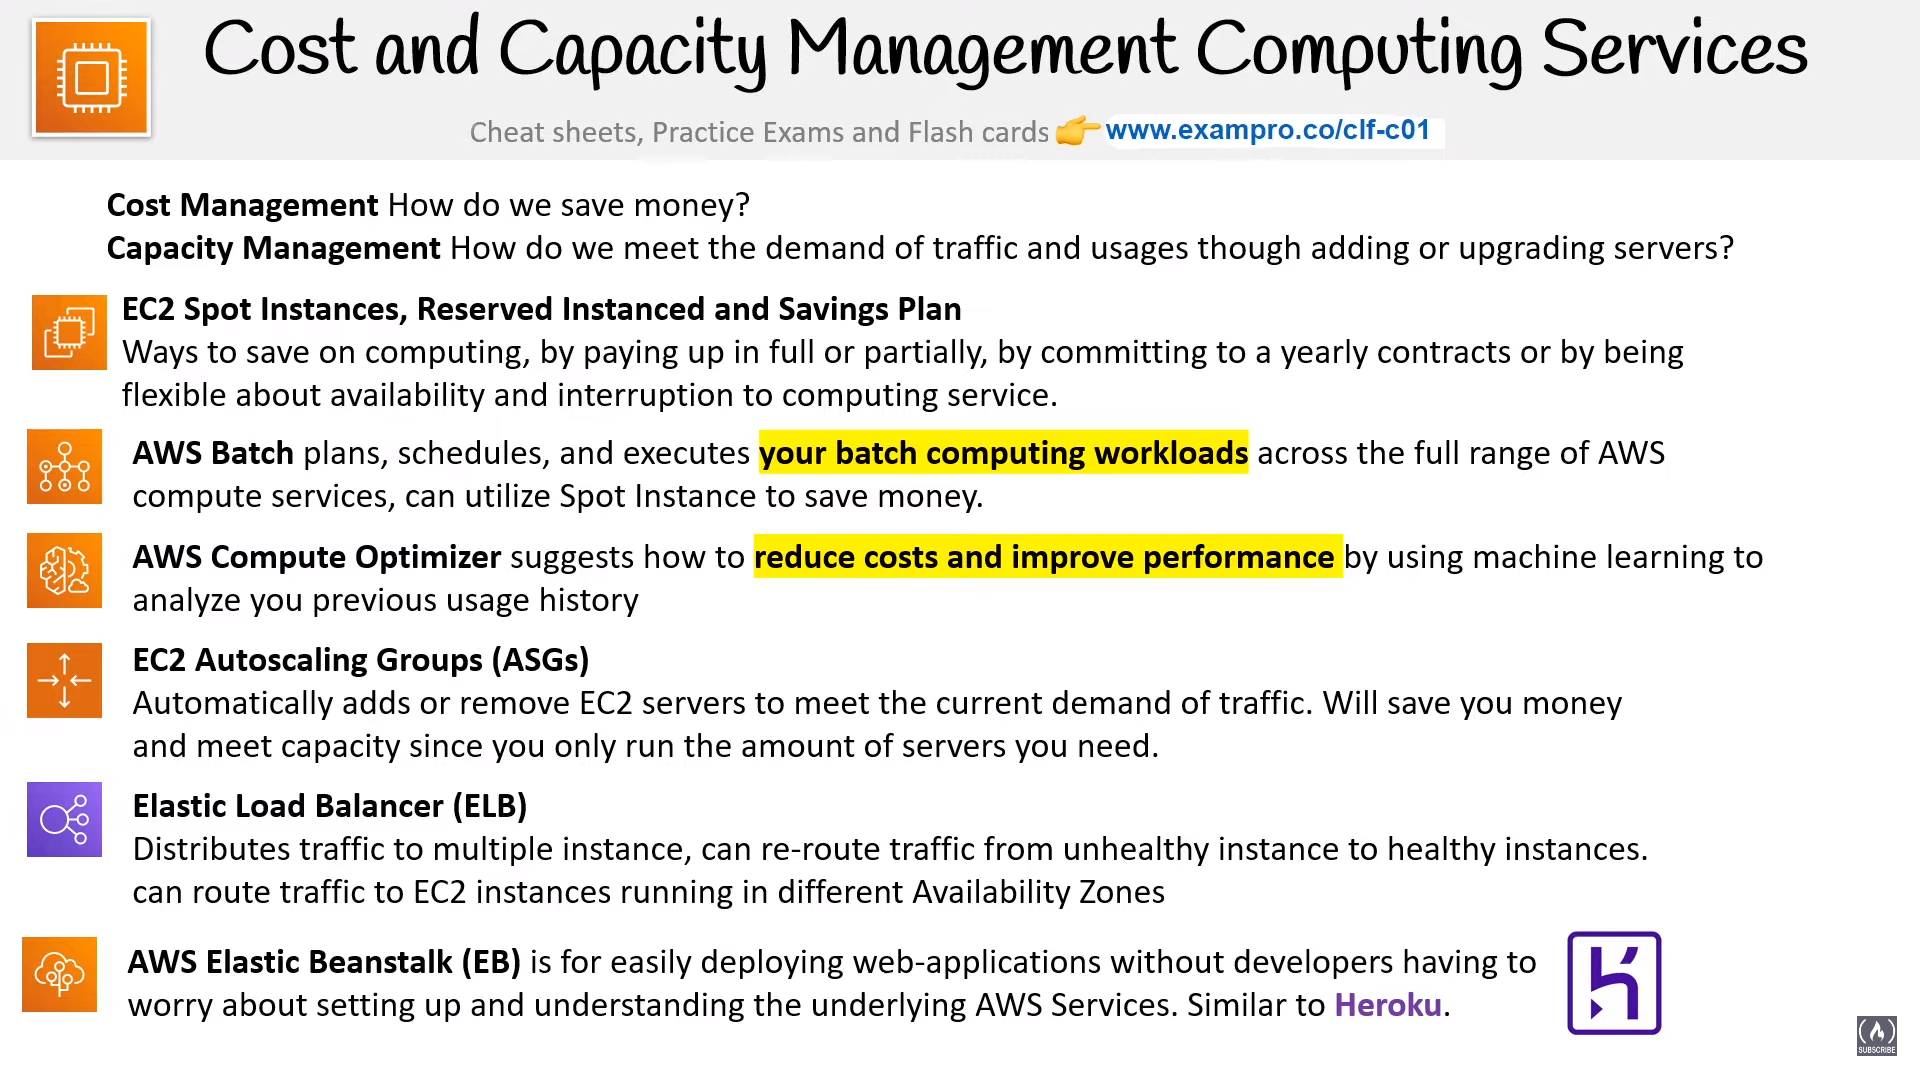 Cost and Capacity Management Computing Services
Cheat sheets, Practice Exams and Flash cards 👉 www.exampro.co/clf-c01
Cost Management How do we save money?
Capacity Management How do we meet the demand of traffic and usages though adding or upgrading servers?
EC2 Spot Instances, Reserved Instanced and Savings Plan
Ways to save on computing, by paying up in full or partially, by committing to a yearly contracts or by being
flexible about availability and interruption to computing service.
AWS Batch plans, schedules, and executes your batch computing workloads across the full range of AWS
compute services, can utilize Spot Instance to save money.
AWS Compute Optimizer suggests how to reduce costs and improve performance by using machine learning to
analyze you previous usage history
EC2 Autoscaling Groups (ASGs)
Automatically adds or remove EC2 servers to meet the current demand of traffic. Will save you money
and meet capacity since you only run the amount of servers you need.
Elastic Load Balancer (ELB)
Distributes traffic to multiple instance, can re-route traffic from unhealthy instance to healthy instances.
can route traffic to EC2 instances running in different Availability Zones
AWS Elastic Beanstalk (EB) is for easily deploying web-applications without developers having to
worry about setting up and understanding the underlying AWS Services. Similar to Heroku.
SUBSCRIBE